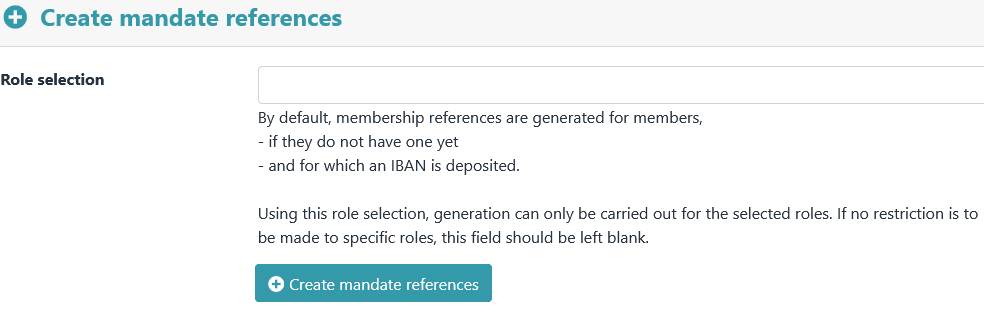 Create mandate references
Role selection
By default, membership references are generated for members,
- if they do not have one yet
- and for which an IBAN is deposited.
Using this role selection, generation can only be carried out for the selected roles. If no restriction is to
be made to specific roles, this field should be left blank.
Create mandate references